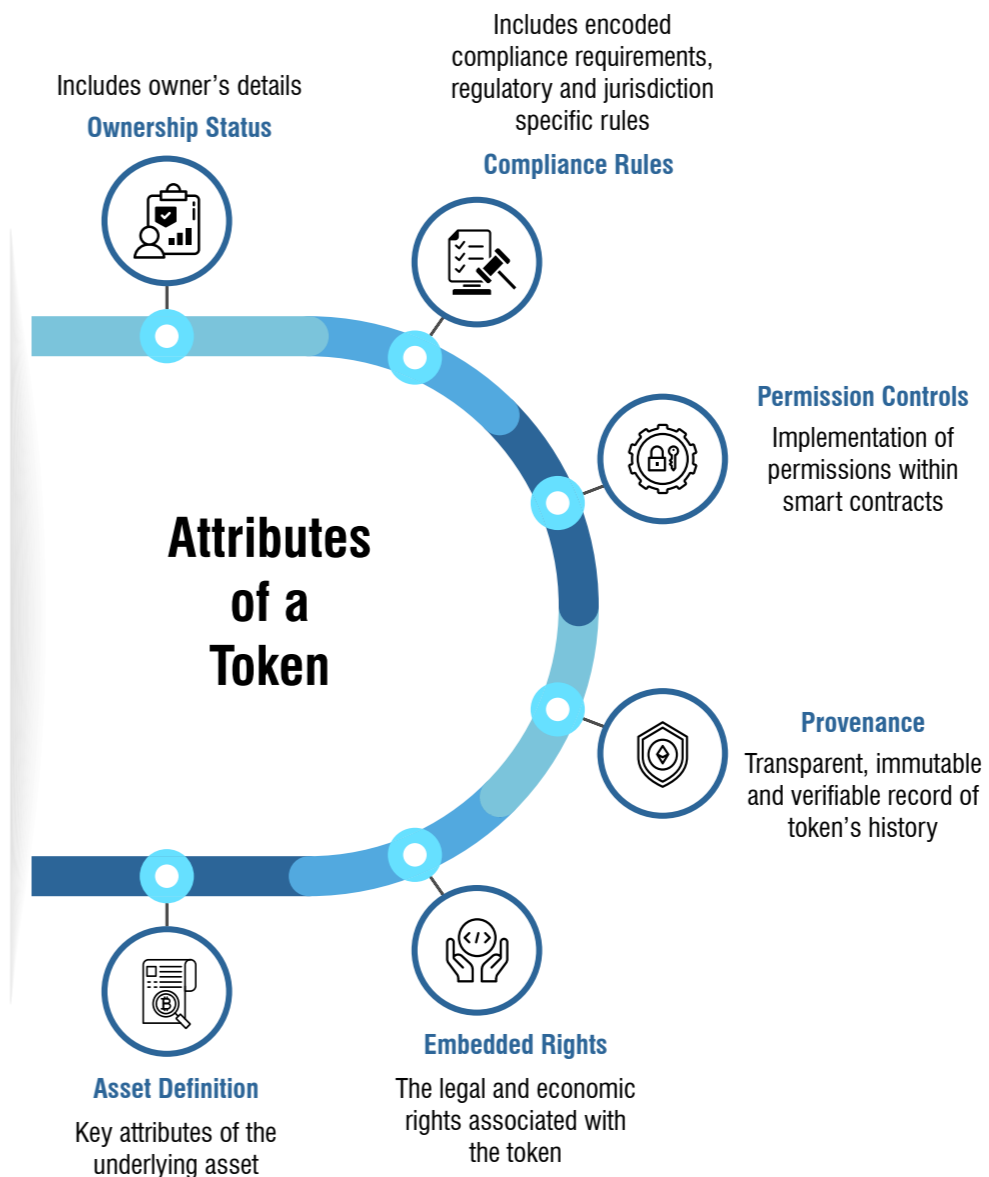 Includes owner’s details
Ownership Status
Includes encoded
compliance requirements,
regulatory and jurisdiction
specific rules
Compliance Rules
Permission Controls
Implementation of
permissions within
smart contracts
Attributes
of a
Token
Provenance
Transparent, immutable
and verifiable record of
token’s history
Embedded Rights
The legal and economic
rights associated with
the token
Asset Definition
Key attributes of the
underlying asset